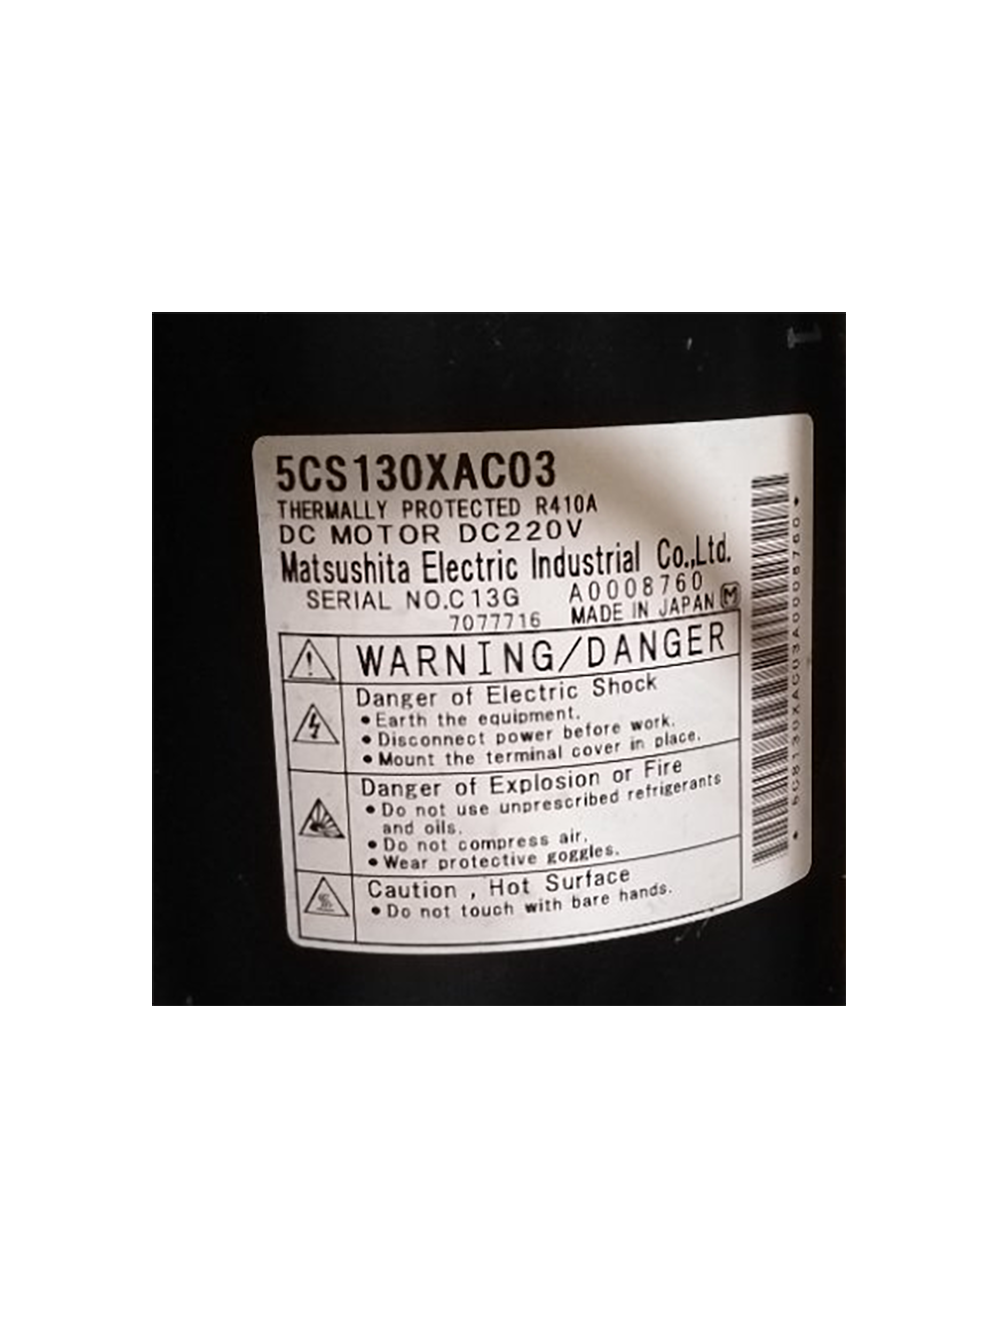 5CS130XAC03
THERMALLY PROTECTED R410A
DC MOTOR DC220V
Matsushita Electric Industrial Co.,Ltd.
SERIAL NO.C13G A0008760
7077716 MADE IN JAPAN M
WARNING/DANGER
Danger of Electric Shock
•Earth the equipment.
•Disconnect power before work.
•Mount the terminal cover in place.
Danger of Explosion or Fire
•Do not use unprescribed refrigerants
and oils.
•Do not compress air.
•Wear protective goggles.
Caution , Hot Surface
•Do not touch with bare hands.
5CS130XAC03A0008760